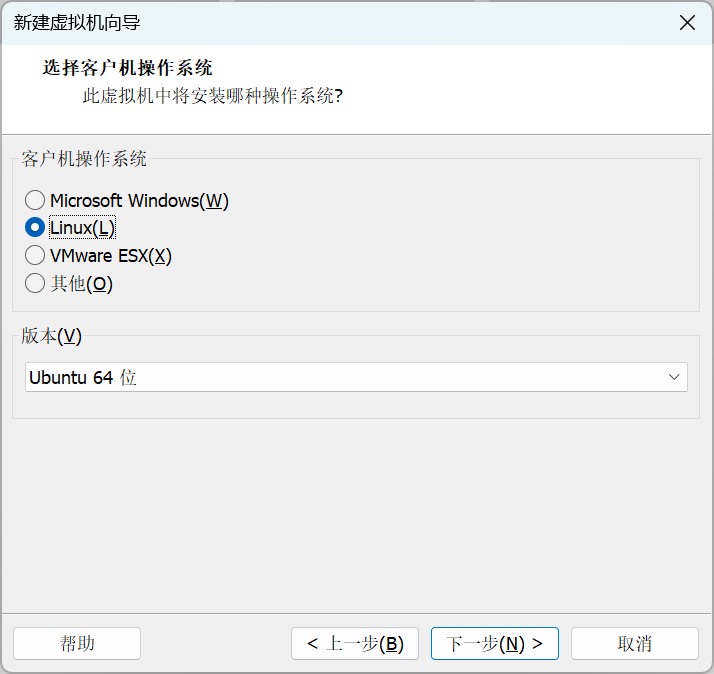 新建虚拟机向导
选择客户机操作系统
此虚拟机中将安装哪种操作系统?
客户机操作系统
Microsoft Windows(W)
Linux(L)
VMware ESX(X)
其他(O)
版本(V)
Ubuntu 64 位
帮助
< 上一步(B)
下一步(N) >
取消